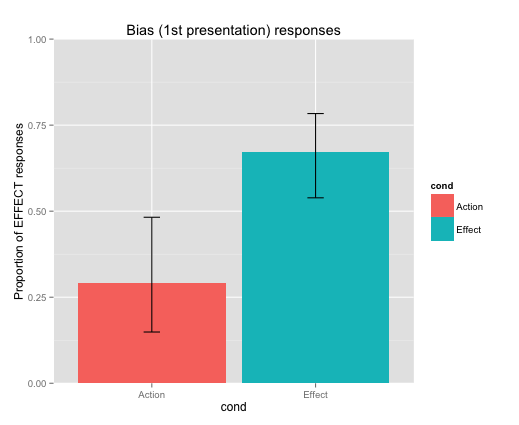 Bias (1st presentation) responses
Proportion of EFFECT responses
1.00
0.75
0.50
0.25
0.00
Action
Effect
cond
cond
Action
Effect